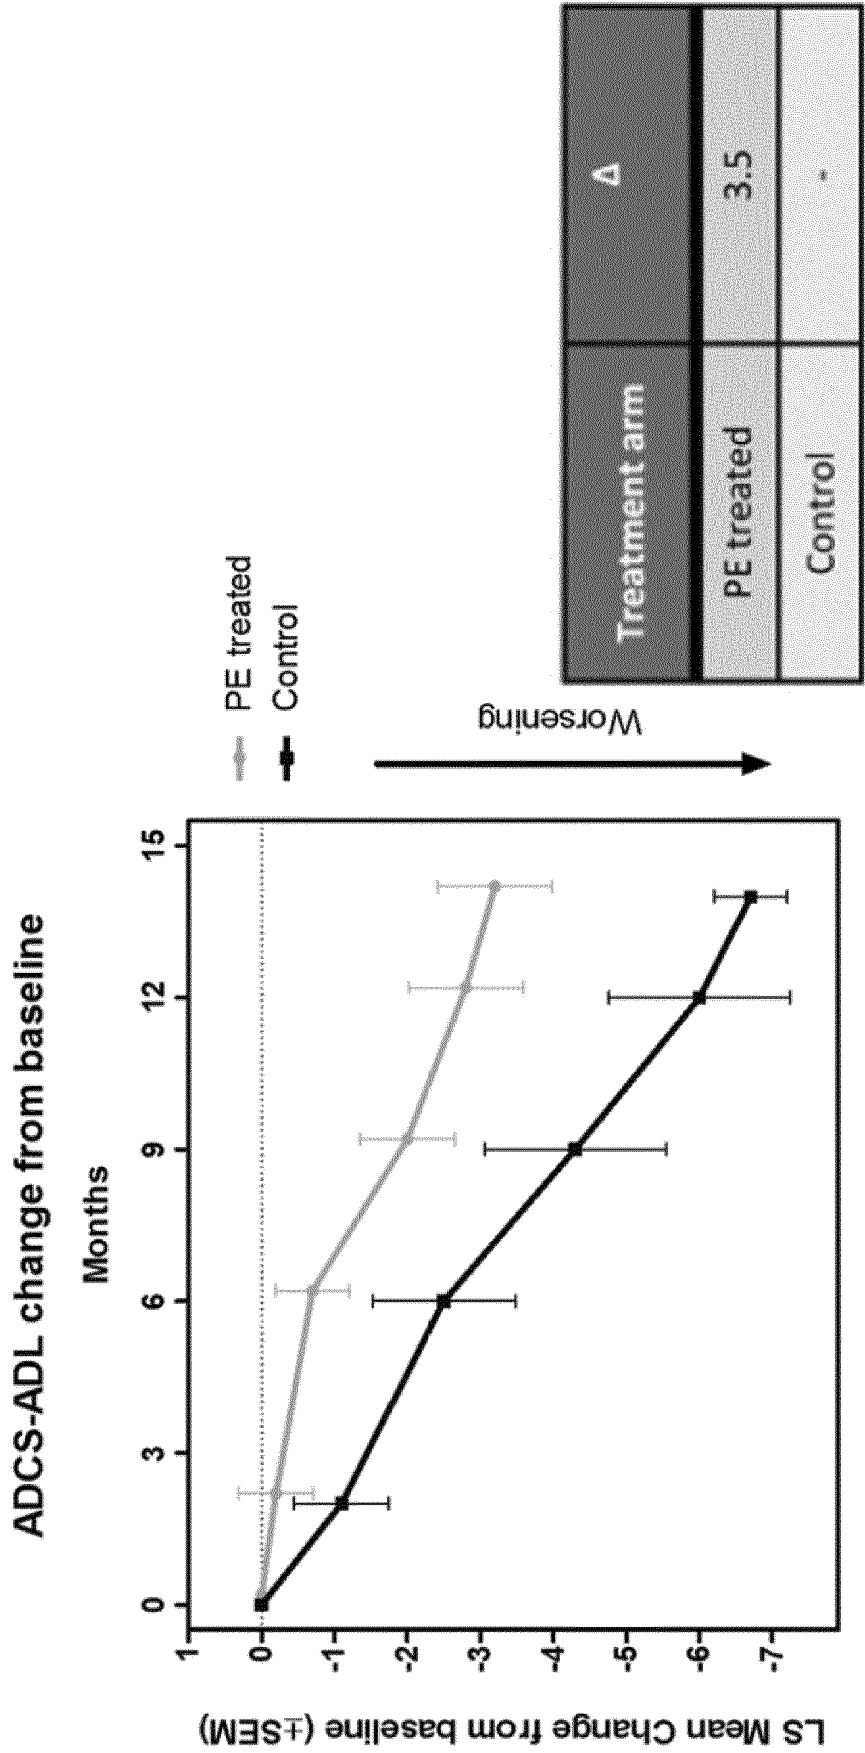 ADCS-ADL change from baseline
Months
0 3 6 9 12 15
1
0
-1
-2
-3
-4
-5
-6
-7
LS Mean Change from baseline (±SEM)
PE treated
Control
Worsening
Treatment arm Δ
PE treated 3.5
Control -